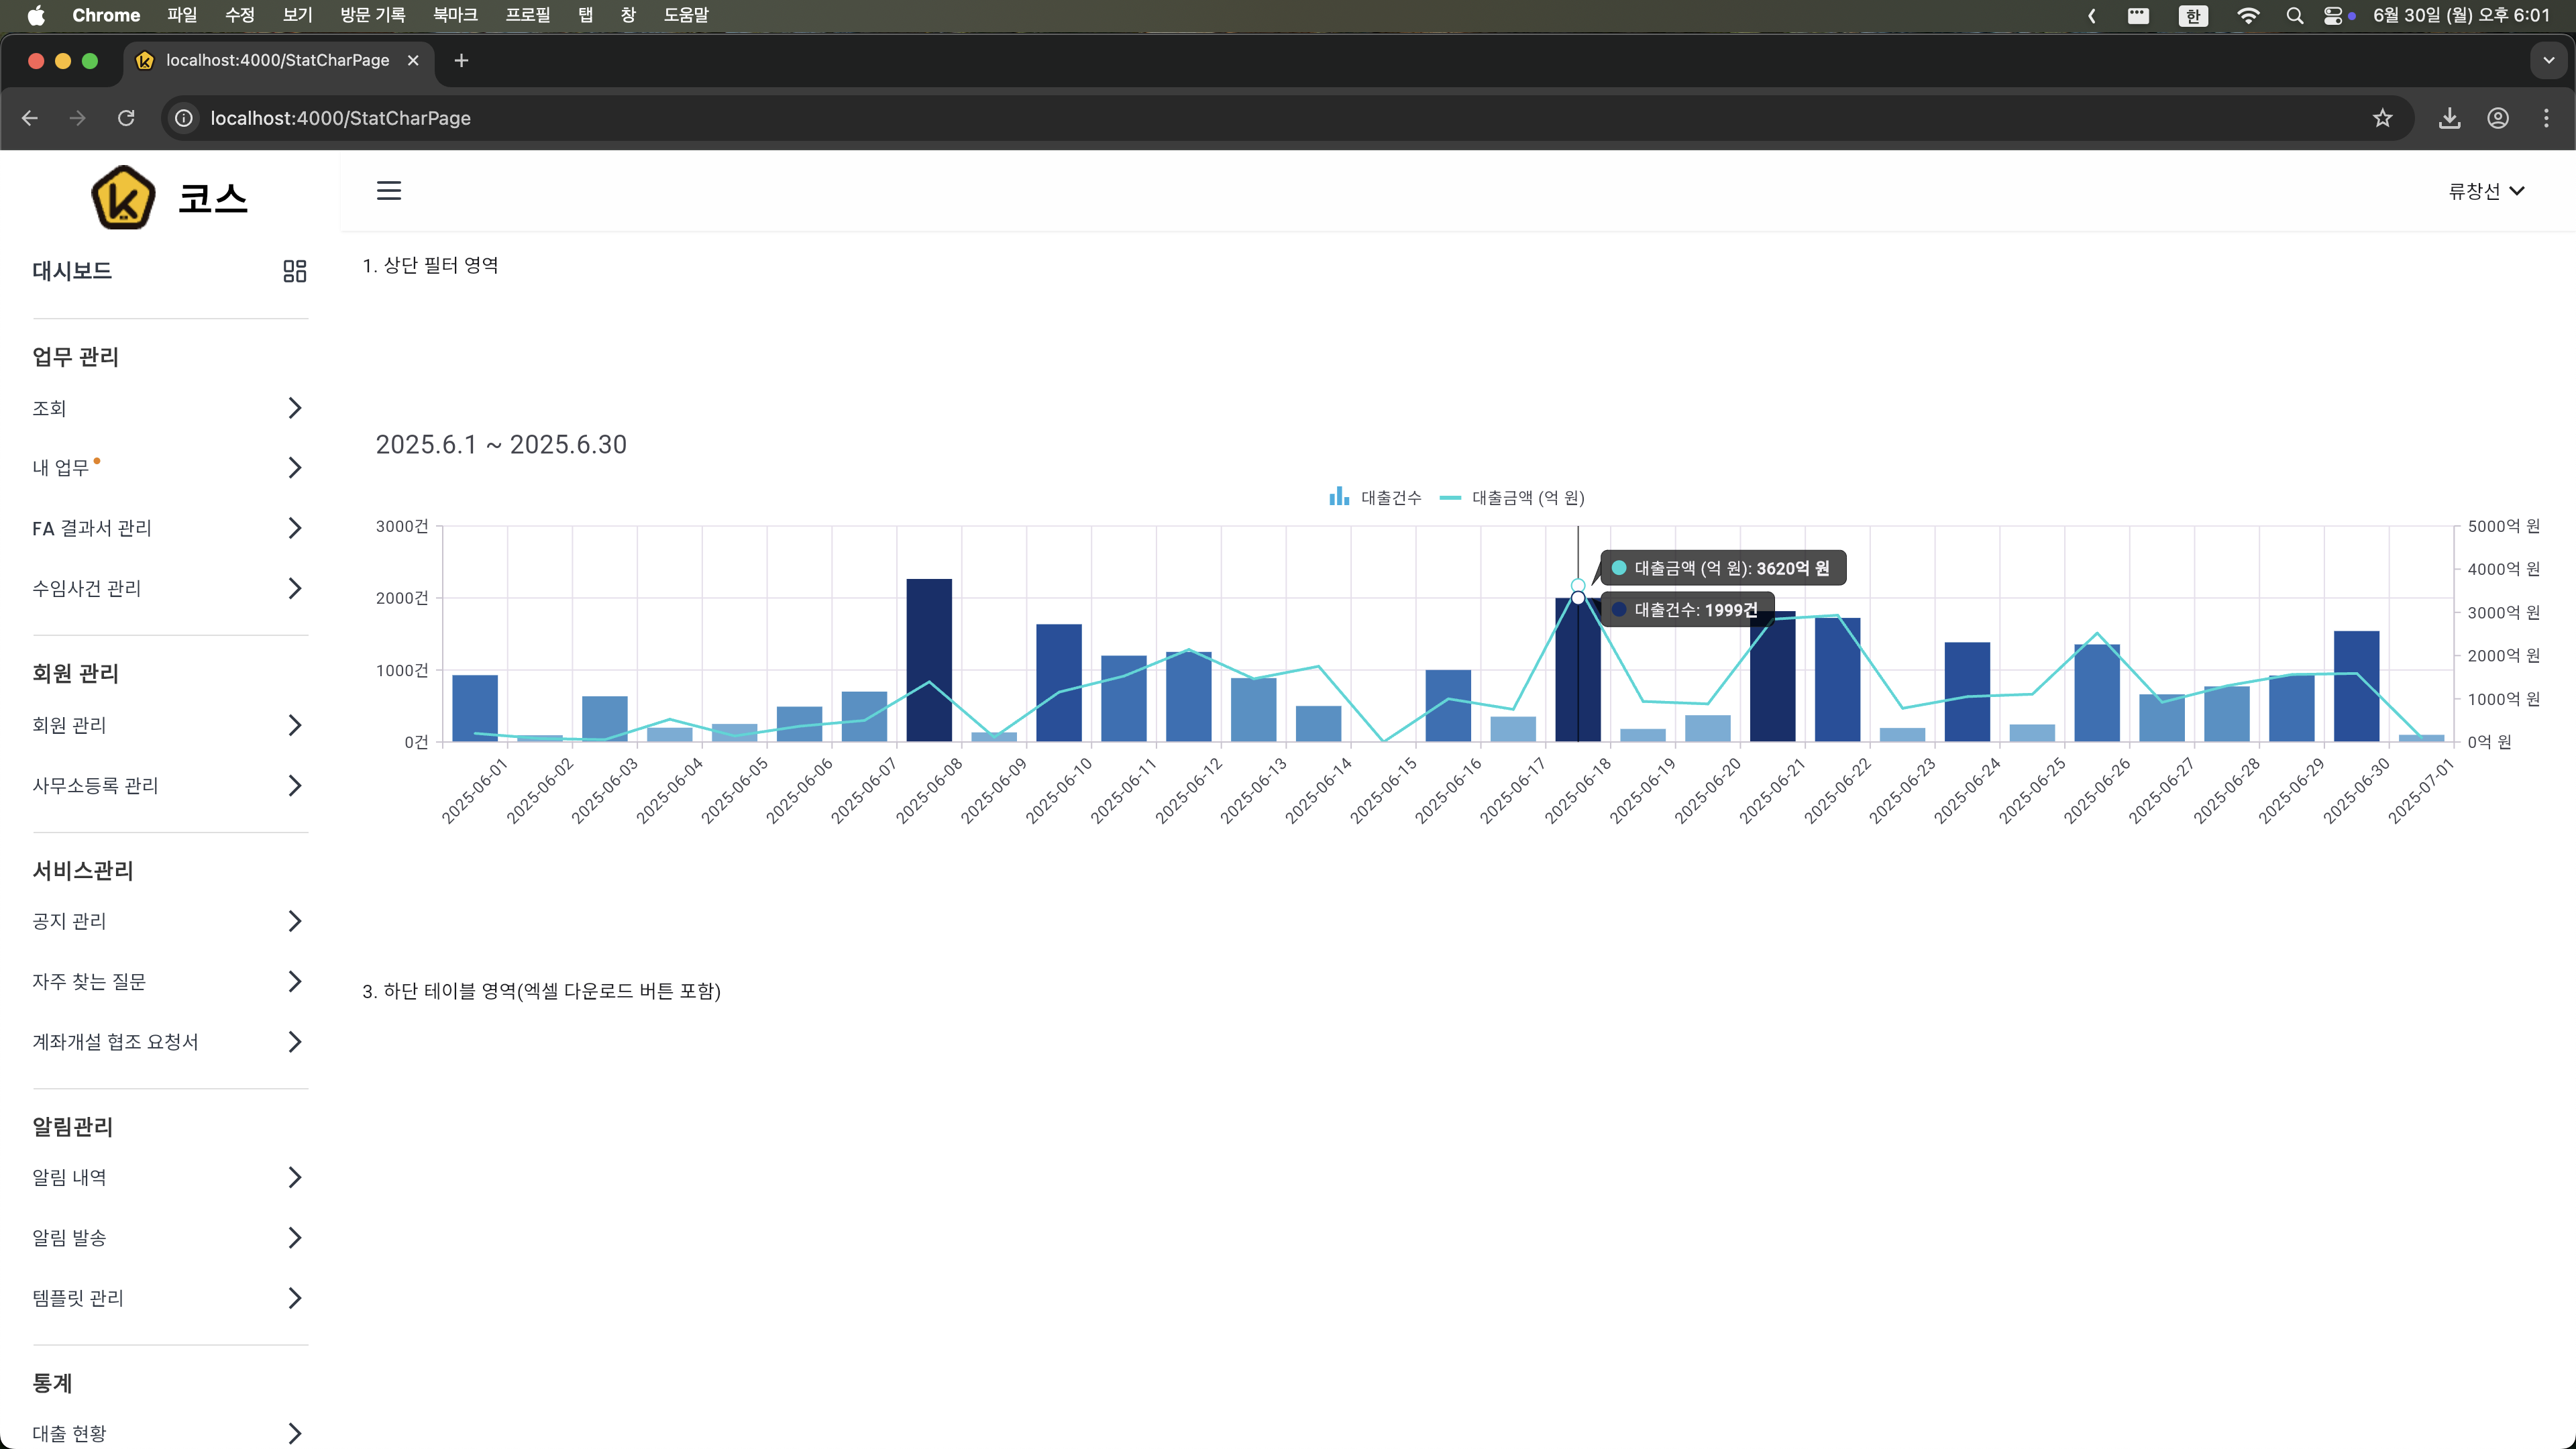 Chrome 파일 수정 보기 방문 기록 북마크 프로필 탭 창 도움말 한 6월 30일 (월) 오후 6:01
localhost:4000/StatCharPage
localhost:4000/StatCharPage
코스
류창선
대시보드
업무 관리
조회
내 업무
FA 결과서 관리
수임사건 관리
회원 관리
회원 관리
사무소등록 관리
서비스관리
공지 관리
자주 찾는 질문
계좌개설 협조 요청서
알림관리
알림 내역
알림 발송
템플릿 관리
통계
대출 현황
1. 상단 필터 영역
2025.6.1 ~ 2025.6.30
대출건수 대출금액 (억 원)
3000건
2000건
1000건
0건
5000억 원
4000억 원
3000억 원
2000억 원
1000억 원
0억 원
대출금액 (억 원): 3620억 원
대출건수: 1999건
2025-06-01
2025-06-02
2025-06-03
2025-06-04
2025-06-05
2025-06-06
2025-06-07
2025-06-08
2025-06-09
2025-06-10
2025-06-11
2025-06-12
2025-06-13
2025-06-14
2025-06-15
2025-06-16
2025-06-17
2025-06-18
2025-06-19
2025-06-20
2025-06-21
2025-06-22
2025-06-23
2025-06-24
2025-06-25
2025-06-26
2025-06-27
2025-06-28
2025-06-29
2025-06-30
2025-07-01
3. 하단 테이블 영역(엑셀 다운로드 버튼 포함)